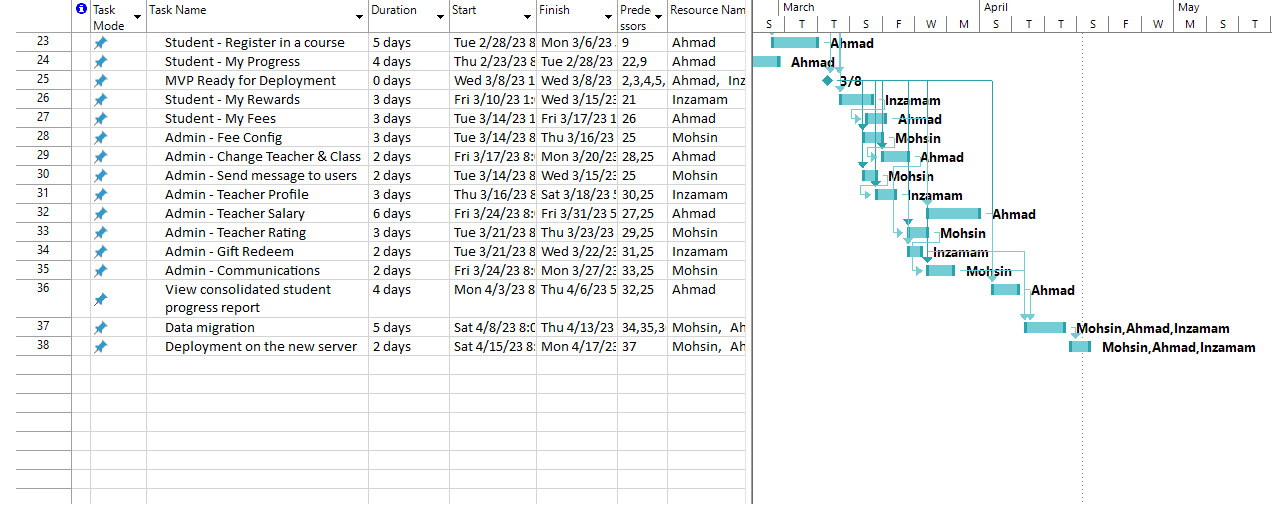 March April May
Task Mode Task Name Duration Start Finish Prede ssors Resource Nam
S T T S F W M A T T S F W M A T T S F W M S T
23 Student - Register in a course 5 days Tue 2/28/23 8 Mon 3/6/23 9 Ahmad Ahmad
24 Student - My Progress 4 days Thu 2/23/23 8 Tue 2/28/23 22,9 Ahmad Ahmad
25 MVP Ready for Deployment 0 days Wed 3/8/23 1 Wed 3/8/23 2,3,4,5, Ahmad, Inz 3/8
26 Student - My Rewards 3 days Fri 3/10/23 1: Wed 3/15/23 21 Inzamam Inzamam
27 Student - My Fees 3 days Tue 3/14/23 1 Fri 3/17/23 1 26 Ahmad Ahmad
28 Admin - Fee Config 3 days Tue 3/14/23 8 Thu 3/16/23 25 Mohsin Mohsin
29 Admin - Change Teacher & Class 2 days Fri 3/17/23 8: Mon 3/20/23 28,25 Ahmad Ahmad
30 Admin - Send message to users 2 days Tue 3/14/23 8 Wed 3/15/23 25 Mohsin Mohsin
31 Admin - Teacher Profile 3 days Thu 3/16/23 8 Sat 3/18/23 5 30,25 Inzamam Inzamam
32 Admin - Teacher Salary 6 days Fri 3/24/23 8: Fri 3/31/23 5 27,25 Ahmad Ahmad
33 Admin - Teacher Rating 3 days Tue 3/21/23 8 Thu 3/23/23 29,25 Mohsin Mohsin
34 Admin - Gift Redeem 2 days Tue 3/21/23 8 Wed 3/22/23 31,25 Inzamam Inzamam
35 Admin - Communications 2 days Fri 3/24/23 8: Mon 3/27/23 33,25 Mohsin Mohsin
36 View consolidated student progress report 4 days Mon 4/3/23 8 Thu 4/6/23 5 32,25 Ahmad Ahmad
37 Data migration 5 days Sat 4/8/23 8:0 Thu 4/13/23 34,35,3 Mohsin, Ah Mohsin,Ahmad,Inzamam
38 Deployment on the new server 2 days Sat 4/15/23 8: Mon 4/17/23 37 Mohsin, Ah Mohsin,Ahmad,Inzamam